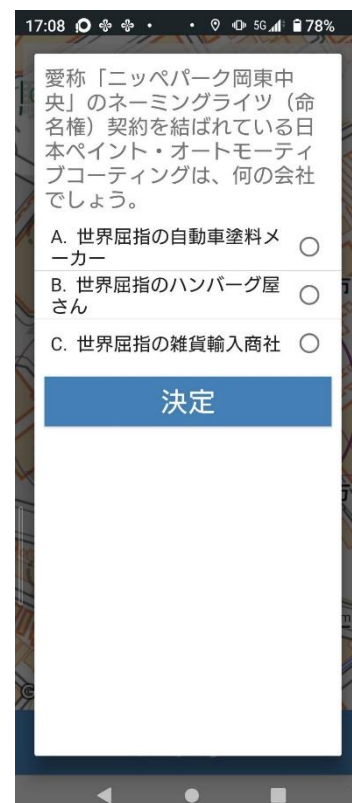 17:08 5G 78%
愛称「ニッペパーク岡東中
央」のネーミングライツ（命
名権）契約を結ばれている日
本ペイント・オートモーティ
ブコーティングは、何の会社
でしょう。
A. 世界屈指の自動車塗料メ
ーカー
B. 世界屈指のハンバーグ屋
さん
C. 世界屈指の雑貨輸入商社
決定